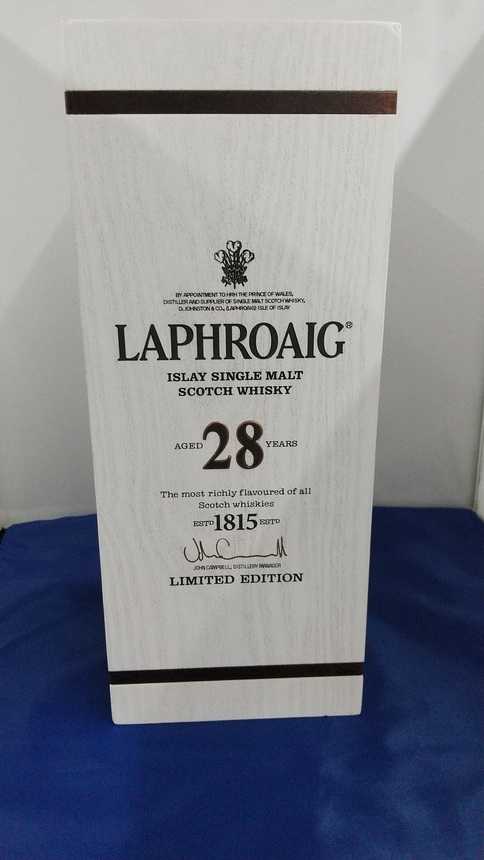 BY APPOINTMENT TO HRH THE PRINCE OF WALES,
DISTILLER AND SUPPLIER OF SINGLE MALT SCOTCH WHISKY,
D. JOHNSTON & CO., (LAPHROAIG) ISLE OF ISLAY
LAPHROAIG®
ISLAY SINGLE MALT
SCOTCH WHISKY
AGED 28 YEARS
The most richly flavoured of all
Scotch whiskies
ESTD 1815 ESTD
JOHN CAMPBELL, DISTILLERY MANAGER
LIMITED EDITION